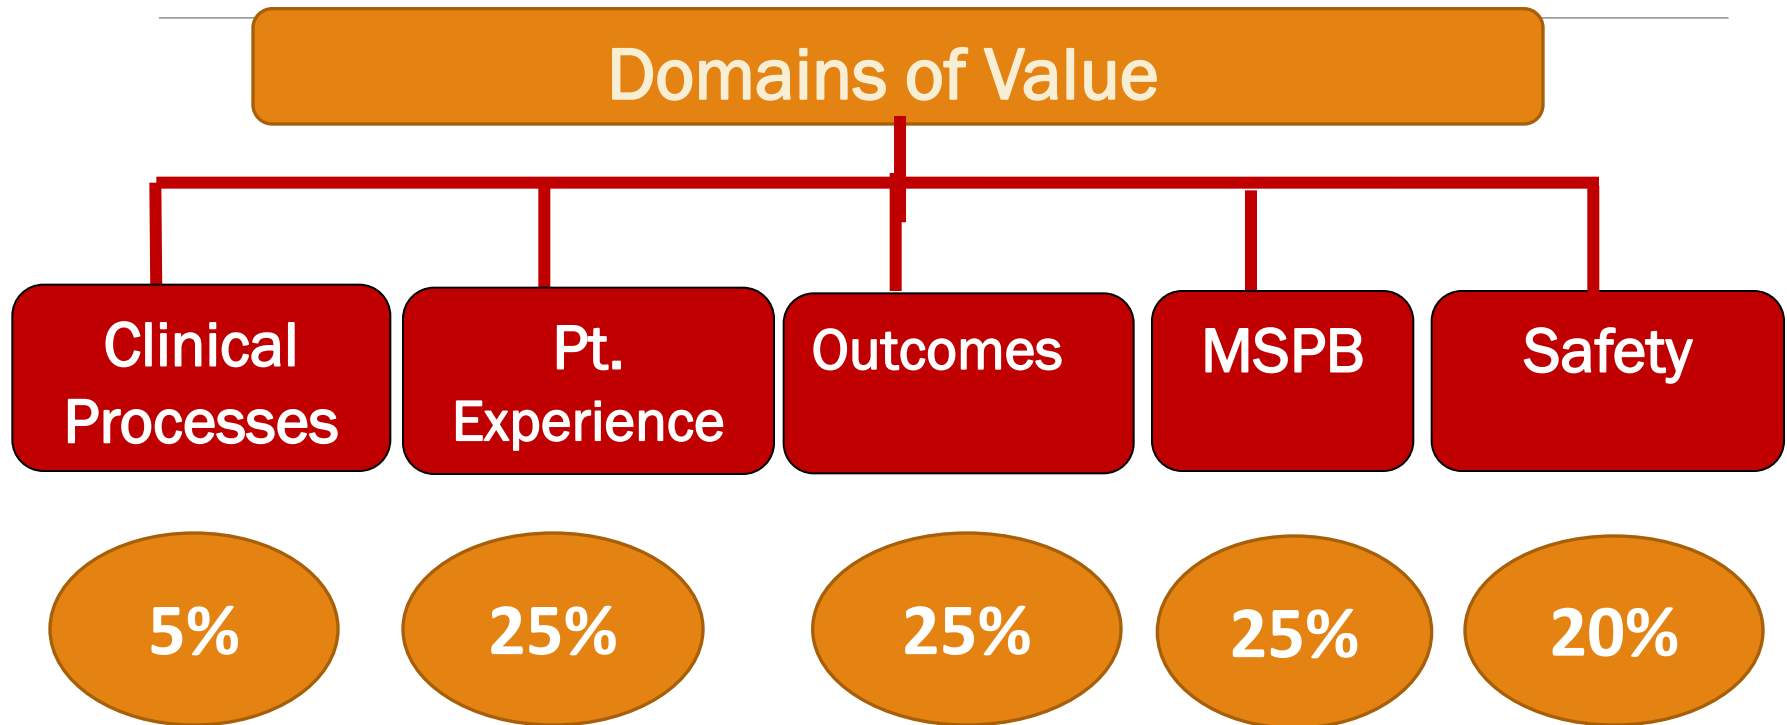 Domains of Value
Clinical
Processes
Pt.
Experience
Outcomes
MSPB
Safety
5%
25%
25%
25%
20%